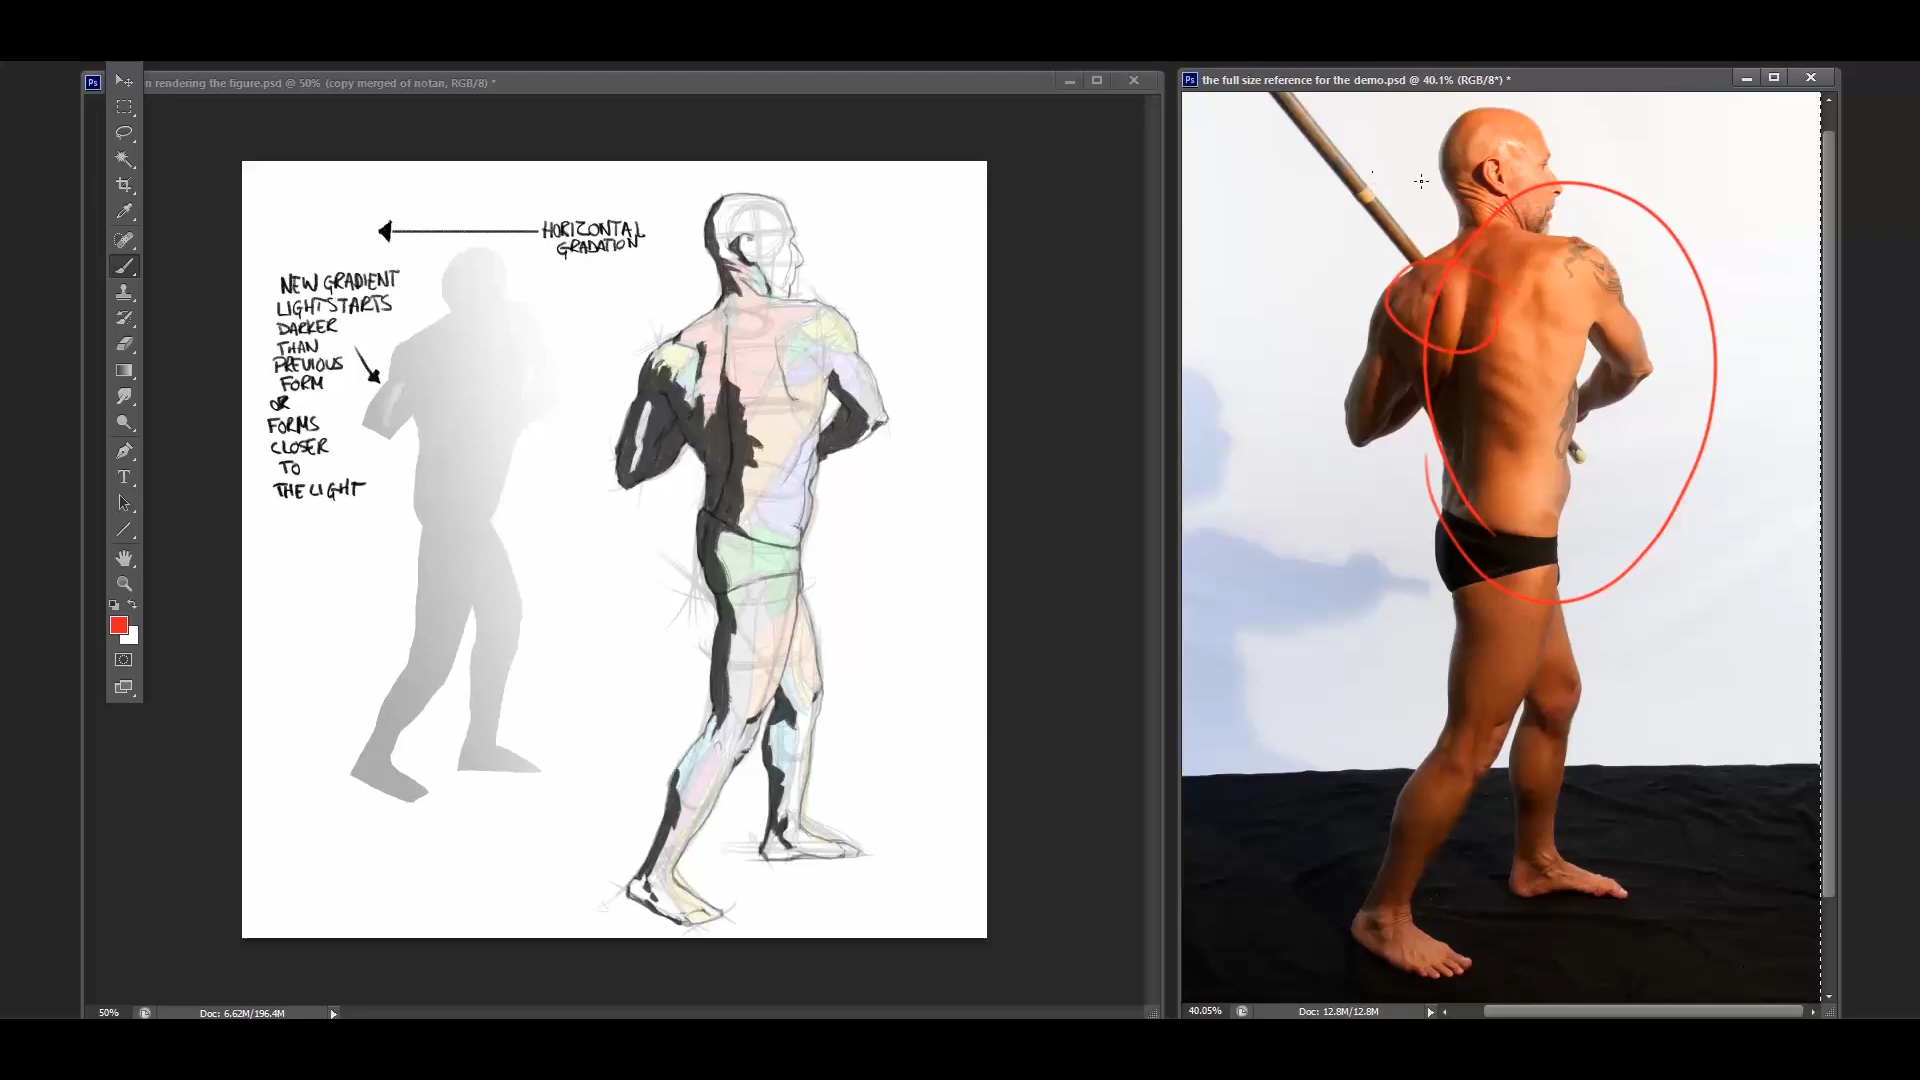 Ps
n rendering the figure.psd @ 50% (copy merged of notan, RGB/8) *
Ps
the full size reference for the demo.psd @ 40.1% (RGB/8*) *
HORIZONTAL
GRADATION
NEW GRADIENT
LIGHT STARTS
DARKER
THAN
PREVIOUS
FORM
OR
FORMS
CLOSER
TO
THE LIGHT
T
50%
Doc: 6.62M/196.4M
40.05%
Doc: 12.8M/12.8M